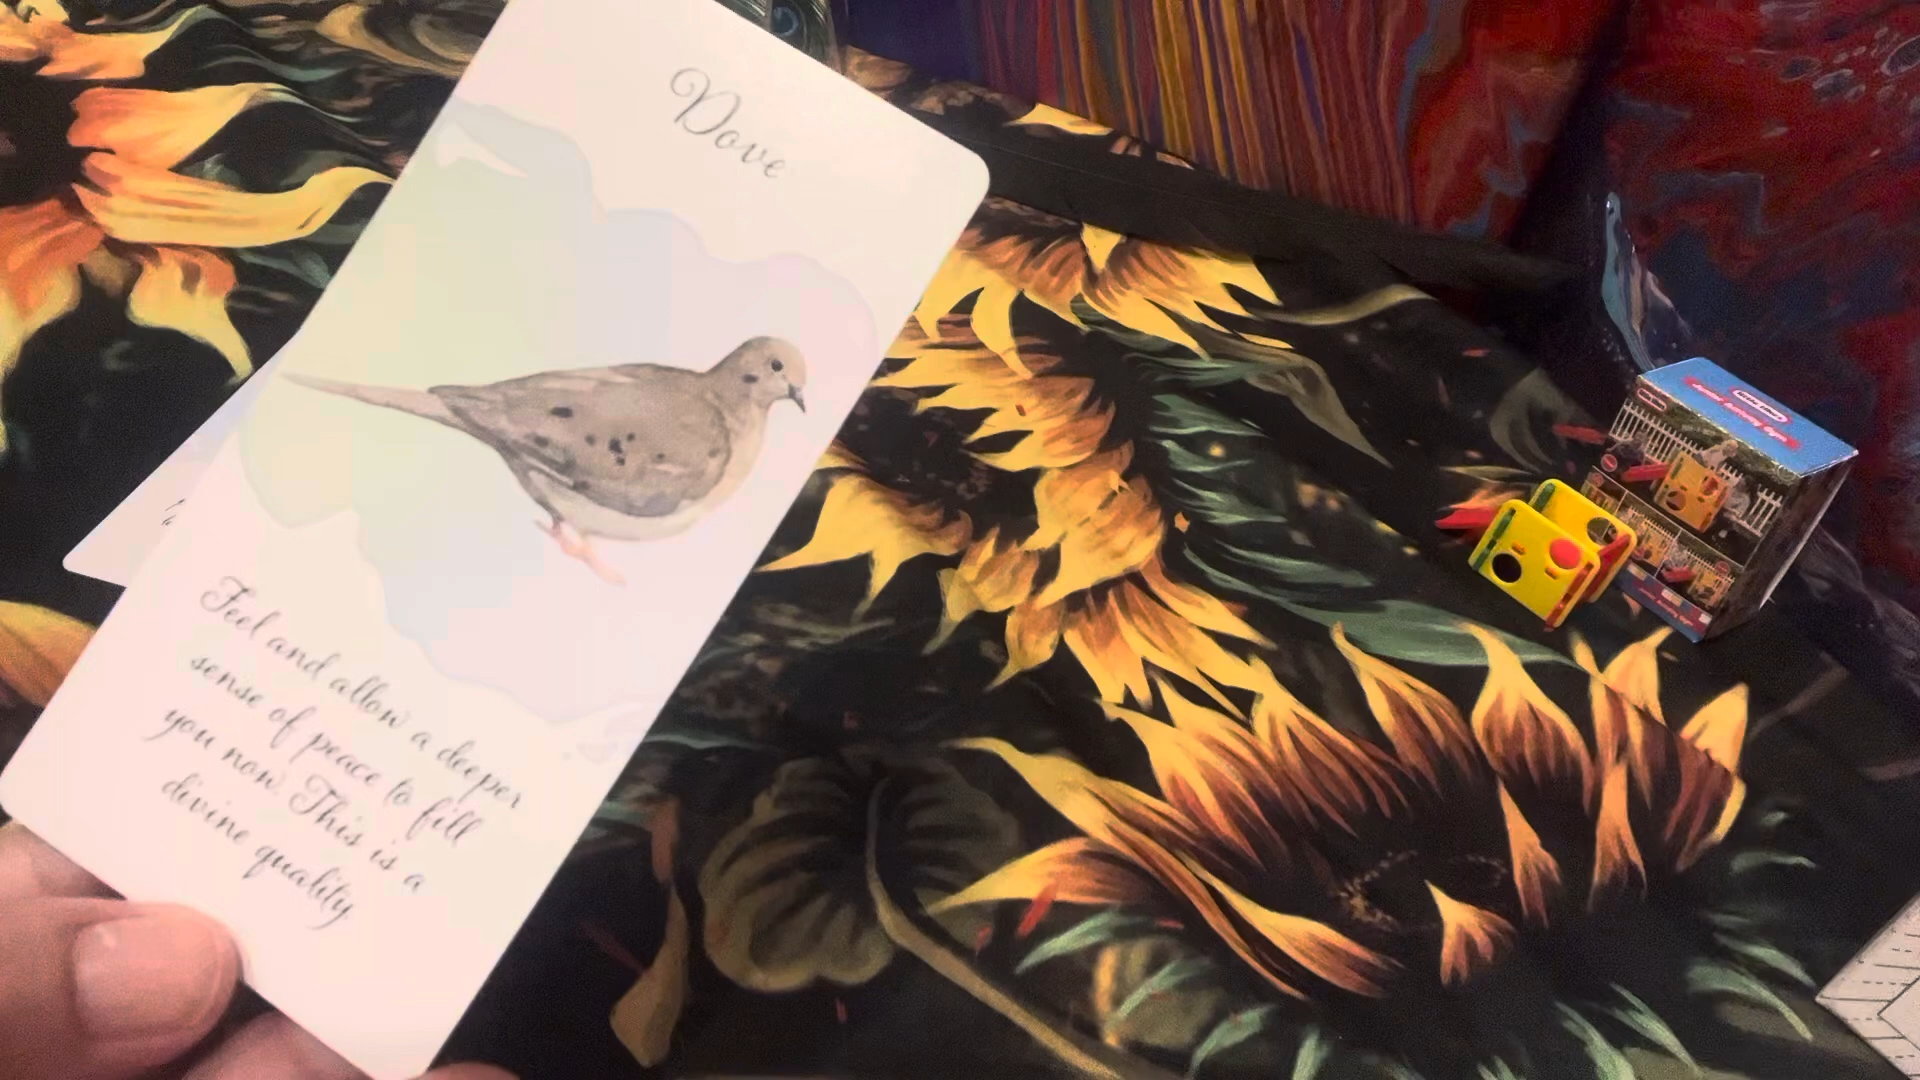 Dove
Feel and allow a deeper
sense of peace to fill
you now. This is a
divine quality